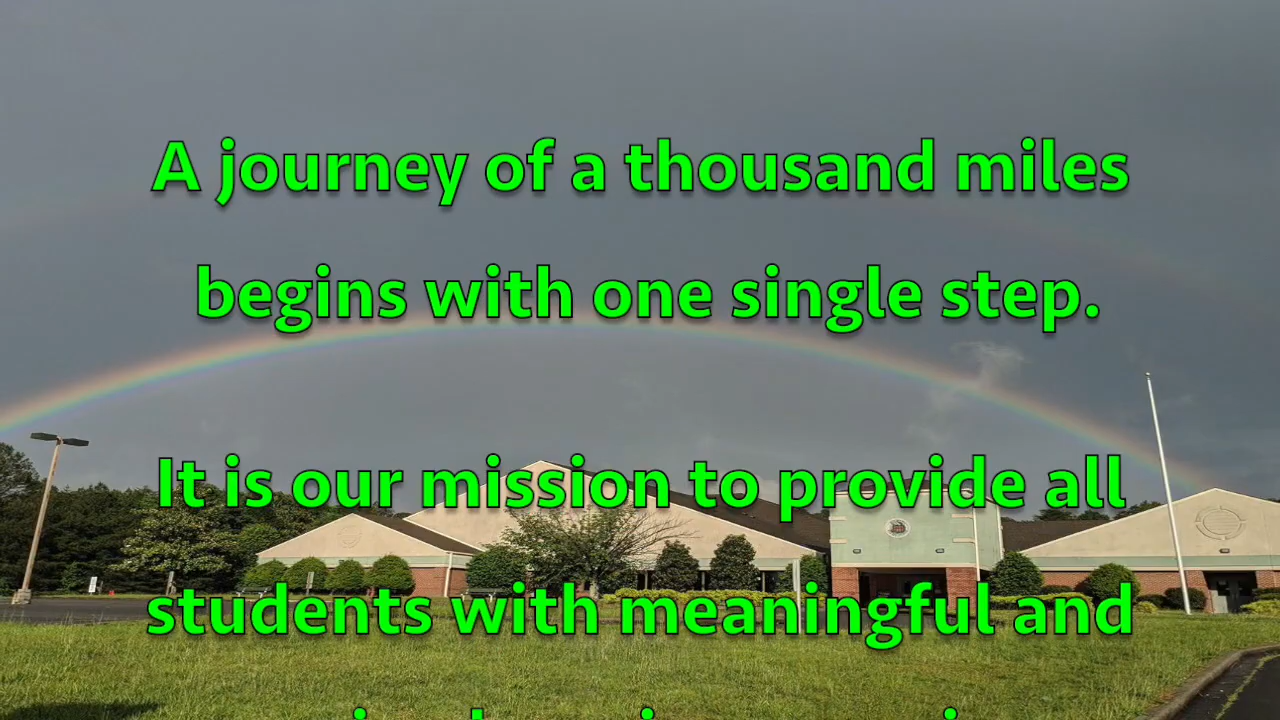 A journey of a thousand miles
begins with one single step.
It is our mission to provide all
students with meaningful and